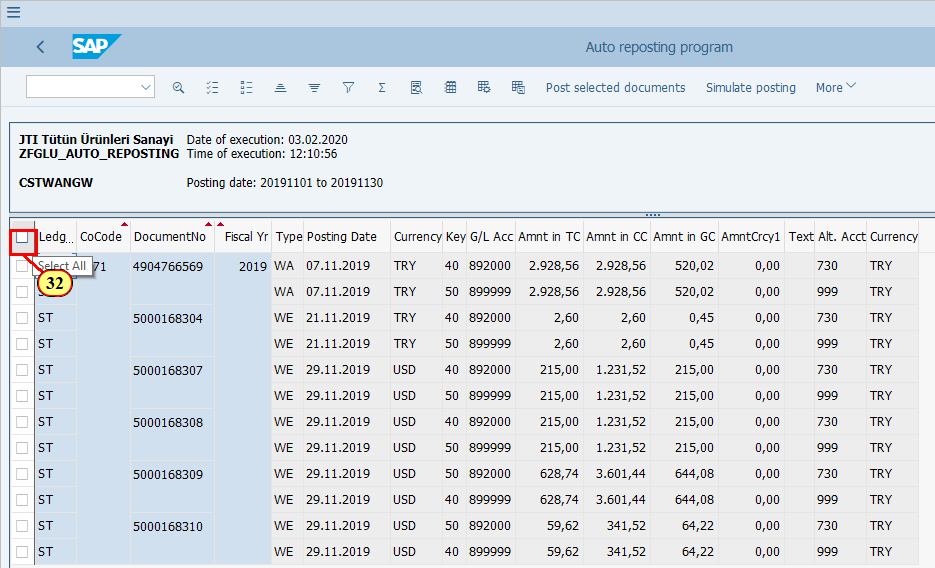 SAP
Auto reposting program
Post selected documents Simulate posting More
JTI Tütün Ürünleri Sanayi Date of execution: 03.02.2020
ZFGLU_AUTO_REPOSTING Time of execution: 12:10:56
CSTWANGW Posting date: 20191101 to 20191130
Ledg... CoCode DocumentNo Fiscal Yr Type Posting Date Currency Key G/L Acc Amnt in TC Amnt in CC Amnt in GC AmntCrcy1 Text Alt. Acct Currency
Select All 71 4904766569 2019 WA 07.11.2019 TRY 40 892000 2.928,56 2.928,56 520,02 0,00 730 TRY
32 WA 07.11.2019 TRY 50 899999 2.928,56 2.928,56 520,02 0,00 999 TRY
ST 5000168304 WE 21.11.2019 TRY 40 892000 2,60 2,60 0,45 0,00 730 TRY
ST WE 21.11.2019 TRY 50 899999 2,60 2,60 0,45 0,00 999 TRY
ST 5000168307 WE 29.11.2019 USD 40 892000 215,00 1.231,52 215,00 0,00 730 TRY
ST WE 29.11.2019 USD 50 899999 215,00 1.231,52 215,00 0,00 999 TRY
ST 5000168308 WE 29.11.2019 USD 40 892000 215,00 1.231,52 215,00 0,00 730 TRY
ST WE 29.11.2019 USD 50 899999 215,00 1.231,52 215,00 0,00 999 TRY
ST 5000168309 WE 29.11.2019 USD 50 892000 628,74 3.601,44 644,08 0,00 730 TRY
ST WE 29.11.2019 USD 40 899999 628,74 3.601,44 644,08 0,00 999 TRY
ST 5000168310 WE 29.11.2019 USD 50 892000 59,62 341,52 64,22 0,00 730 TRY
ST WE 29.11.2019 USD 40 899999 59,62 341,52 64,22 0,00 999 TRY